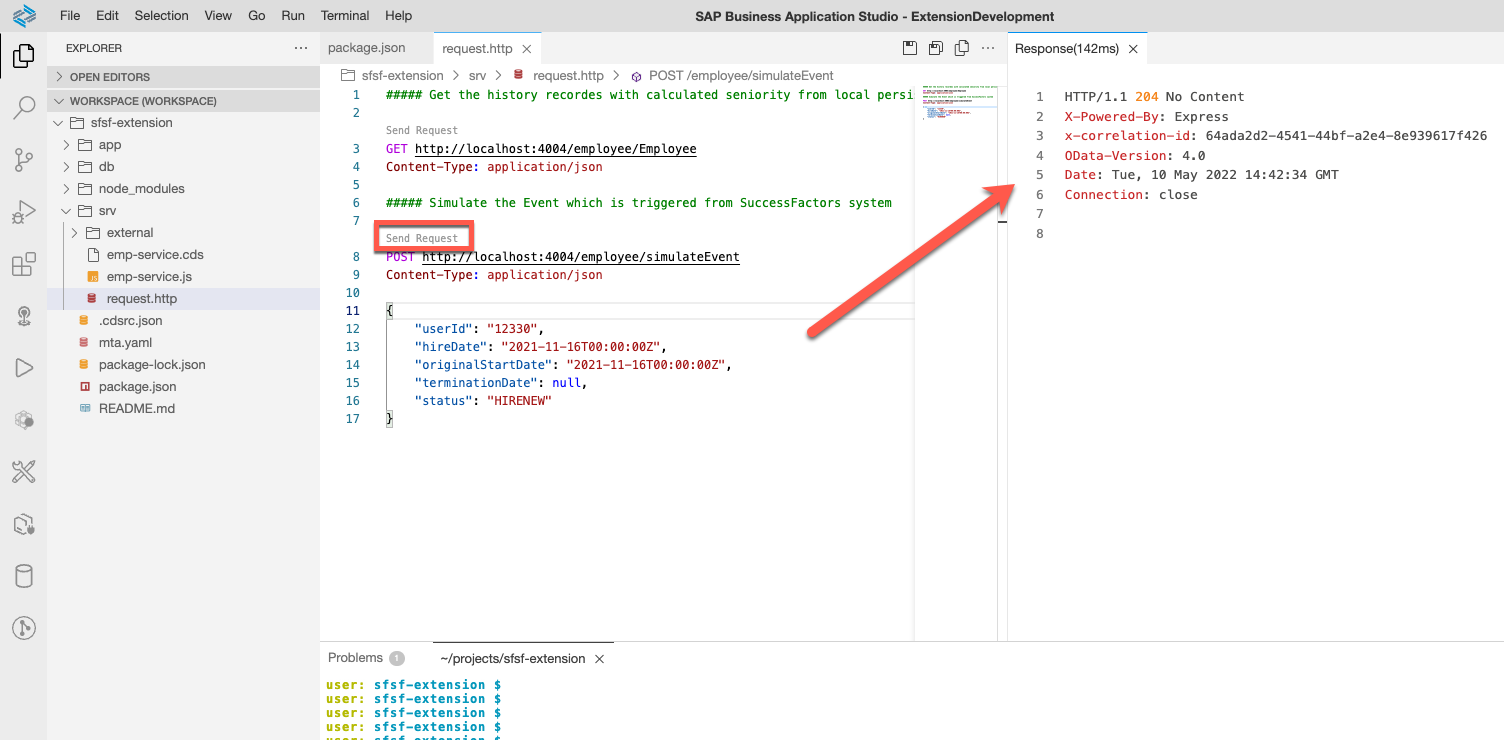 File Edit Selection View Go Run Terminal Help
SAP Business Application Studio - ExtensionDevelopment
EXPLORER
OPEN EDITORS
WORKSPACE (WORKSPACE)
sfsf-extension
app
db
node_modules
srv
external
emp-service.cds
JS emp-service.js
request.http
.cdsrc.json
mta.yaml
package-lock.json
package.json
README.md
package.json request.http
sfsf-extension > srv > request.http > POST /employee/simulateEvent
1 ##### Get the history recordes with calculated seniority from local persi
2
Send Request
3 GET http://localhost:4004/employee/Employee
4 Content-Type: application/json
5
6 ##### Simulate the Event which is triggered from SuccessFactors system
7
Send Request
8 POST http://localhost:4004/employee/simulateEvent
9 Content-Type: application/json
10
11 {
12 "userId": "12330",
13 "hireDate": "2021-11-16T00:00:00Z",
14 "originalStartDate": "2021-11-16T00:00:00Z",
15 "terminationDate": null,
16 "status": "HIRENEW"
17 }
Response(142ms)
1 HTTP/1.1 204 No Content
2 X-Powered-By: Express
3 x-correlation-id: 64ada2d2-4541-44bf-a2e4-8e939617f426
4 OData-Version: 4.0
5 Date: Tue, 10 May 2022 14:42:34 GMT
6 Connection: close
7
8
Problems 1 ~/projects/sfsf-extension
user: sfsf-extension $
user: sfsf-extension $
user: sfsf-extension $
user: sfsf-extension $
user: sfsf-extension $